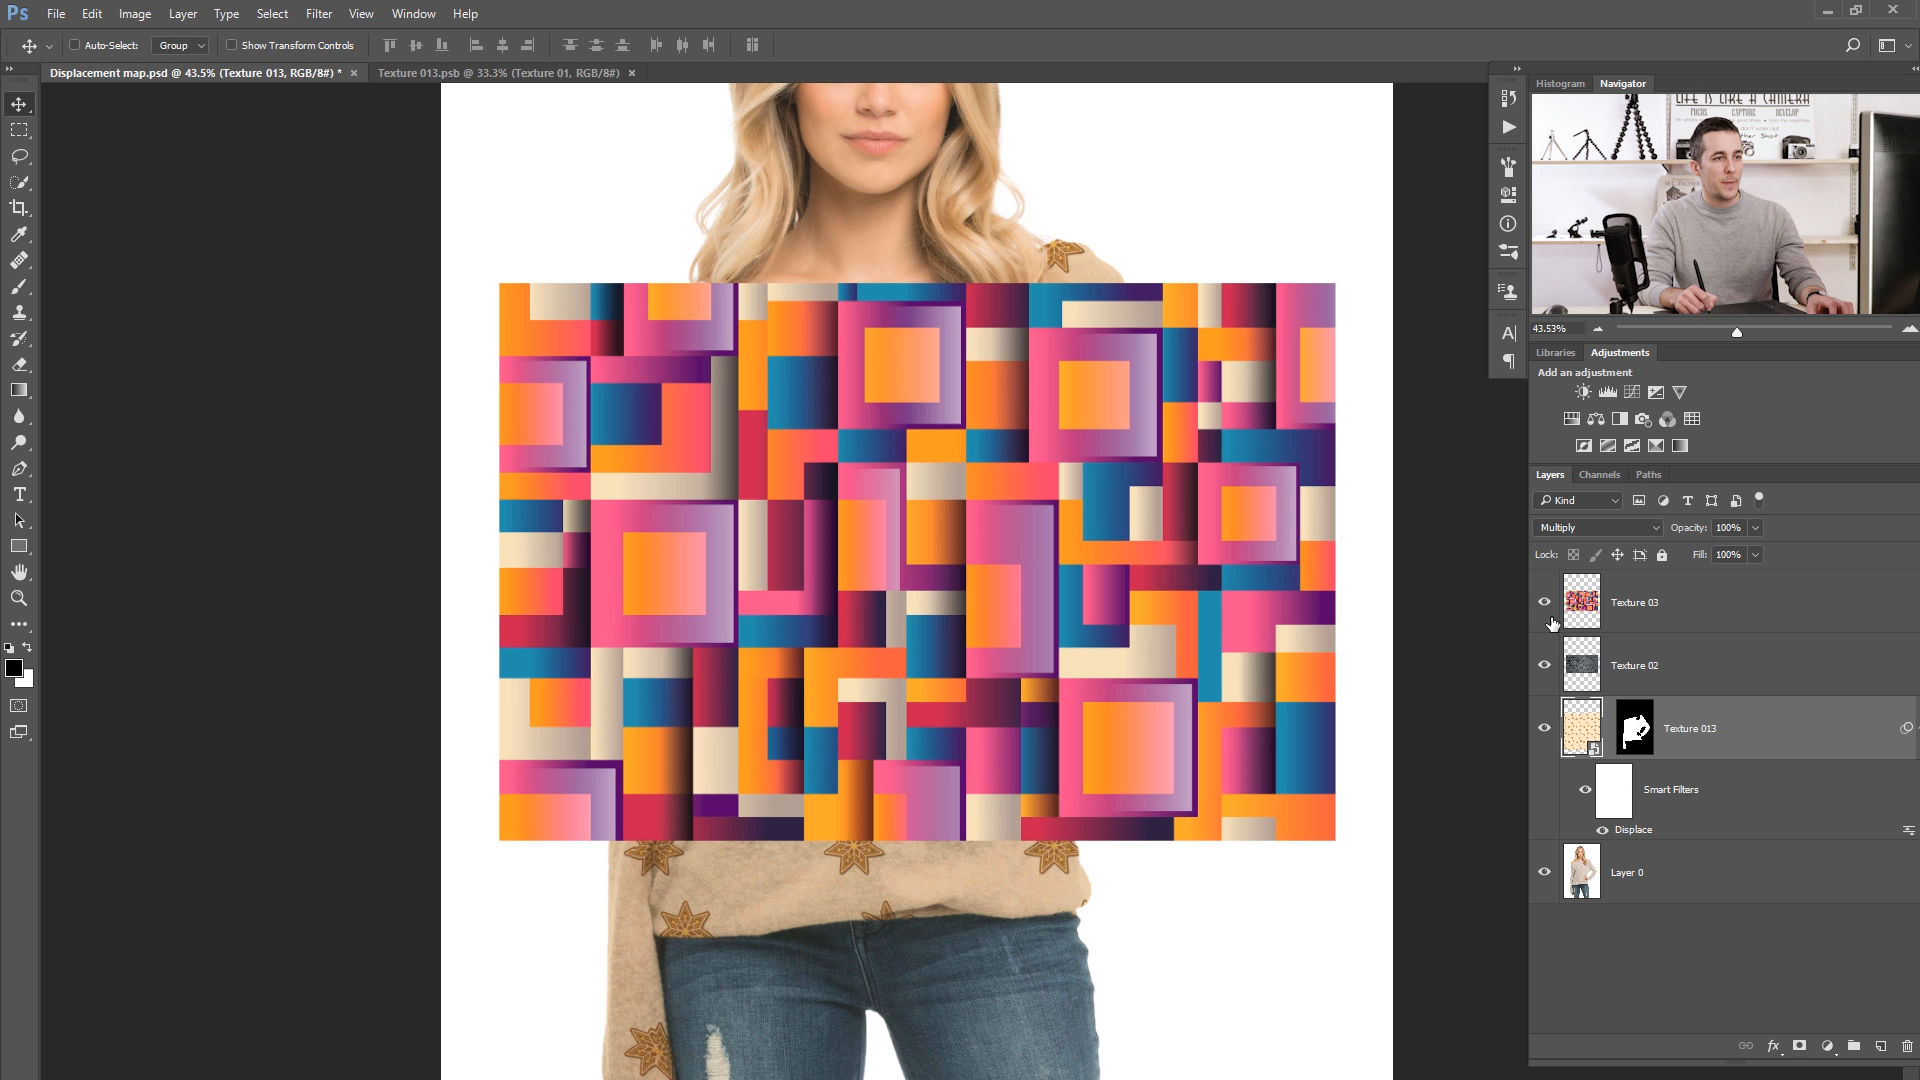 Ps File Edit Image Layer Type Select Filter View Window Help
Auto-Select: Group Show Transform Controls
Displacement map.psd @ 43.5% (Texture 013, RGB/8#) * × Texture 013.psb @ 33.3% (Texture 01, RGB/8#) ×
Histogram Navigator
LIFE IS LIKE A CAMERA
FOCUS CAPTURE DEVELOP
43.53%
Libraries Adjustments
Add an adjustment
Layers Channels Paths
Kind
Multiply Opacity: 100%
Lock: Fill: 100%
Texture 03
Texture 02
Texture 013
Smart Filters
Displace
Layer 0